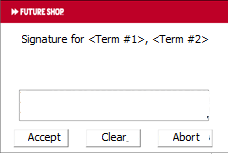 FUTURE SHOP
Signature for <Term #1>, <Term #2>
Accept Clear Abort